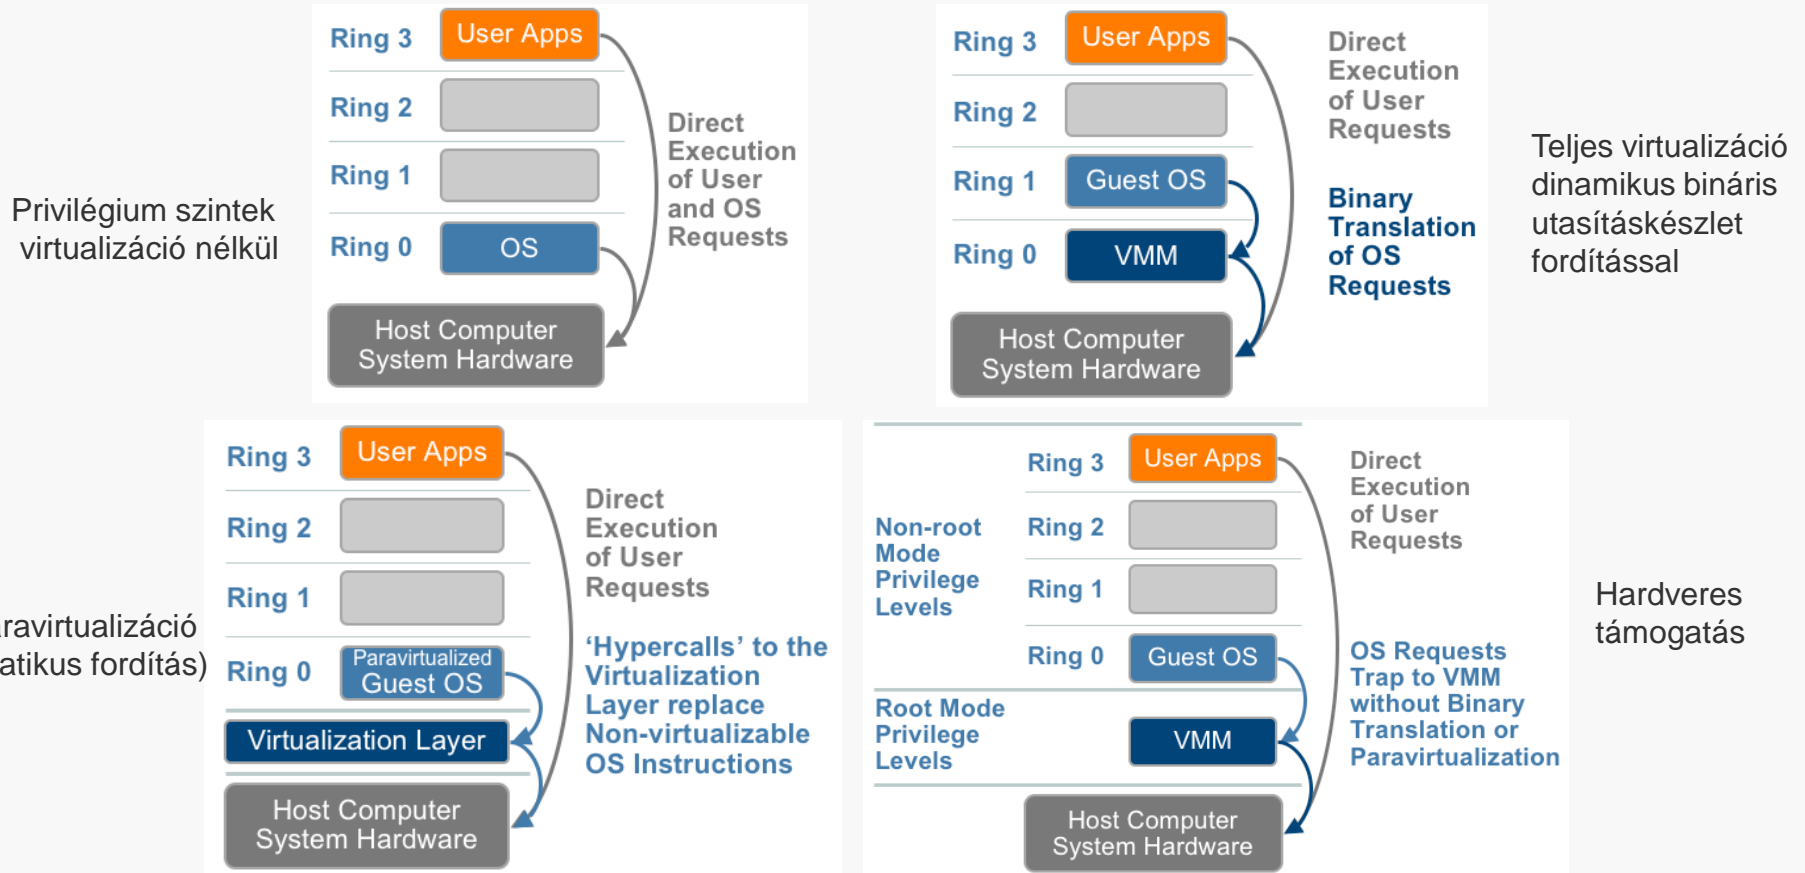 Privilégium szintek
virtualizáció nélkül
Ring 3
User Apps
Ring 2
Ring 1
Ring 0
OS
Host Computer
System Hardware
Direct
Execution
of User
and OS
Requests
Ring 3
User Apps
Ring 2
Ring 1
Guest OS
Ring 0
VMM
Host Computer
System Hardware
Direct
Execution
of User
Requests
Binary
Translation
of OS
Requests
Teljes virtualizáció
dinamikus bináris
utasításkészlet
fordítással
ravirtualizáció
atikus fordítás)
Ring 3
User Apps
Ring 2
Ring 1
Ring 0
Paravirtualized
Guest OS
Virtualization Layer
Host Computer
System Hardware
Direct
Execution
of User
Requests
‘Hypercalls’ to the
Virtualization
Layer replace
Non-virtualizable
OS Instructions
Non-root
Mode
Privilege
Levels
Ring 3
User Apps
Ring 2
Ring 1
Ring 0
Guest OS
Root Mode
Privilege
Levels
VMM
Host Computer
System Hardware
Direct
Execution
of User
Requests
OS Requests
Trap to VMM
without Binary
Translation or
Paravirtualization
Hardveres
támogatás